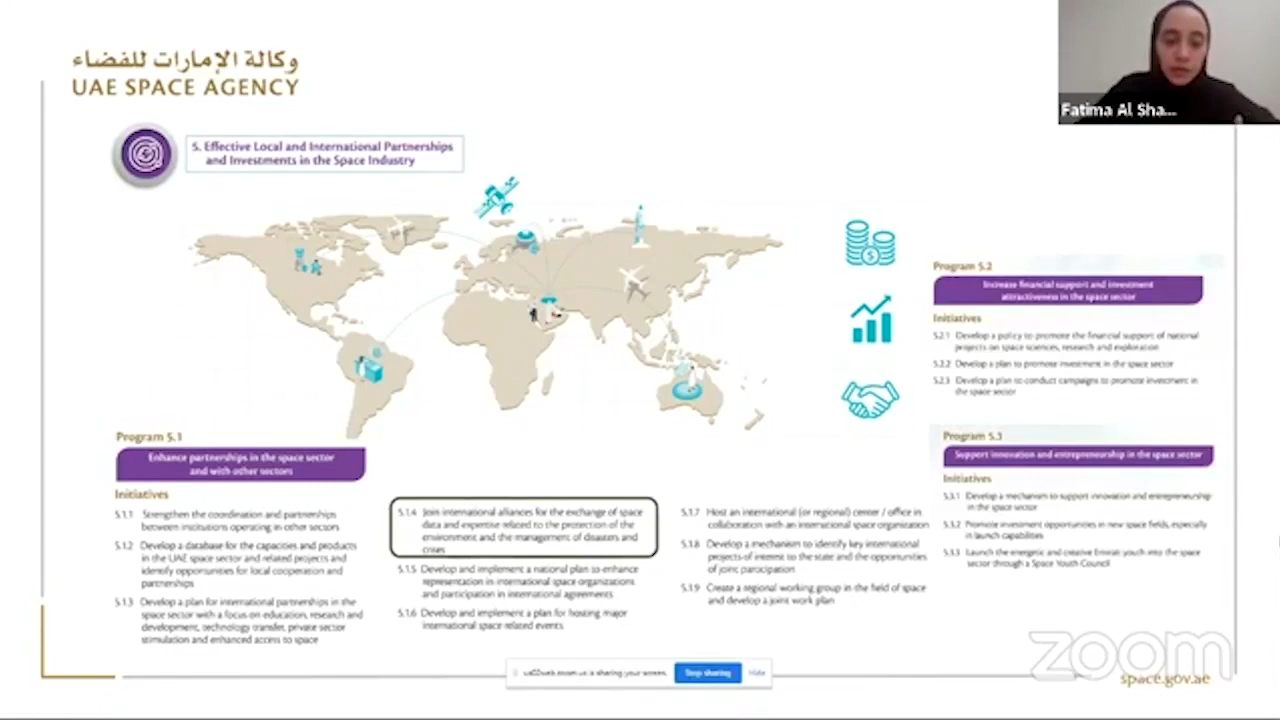 وكالة الإمارات للفضاء
UAE SPACE AGENCY
Fatima Al Sha...
5. Effective Local and International Partnerships
and Investments in the Space Industry
Program 5.1
Enhance partnerships in the space sector
and with other sectors
Initiatives
5.1.1 Strengthen the coordination and partnerships
between institutions operating in other sectors
5.1.2 Develop a database for the capacities and products
in the UAE space sector and related projects and
identify opportunities for local cooperation and
partnerships
5.1.3 Develop a plan for international partnerships in the
space sector with a focus on education, research and
development, technology transfer, private sector
stimulation and enhanced access to space
5.1.4 Join international alliances for the exchange of space
data and expertise related to the protection of the
environment and the management of disasters and
crises
5.1.5 Develop and implement a national plan to enhance
representation in international space organizations
and participation in international agreements
5.1.6 Develop and implement a plan for hosting major
international space related events
5.1.7 Host an international (or regional) center / office in
collaboration with an international space organization
5.1.8 Develop a mechanism to identify key international
projects of interest to the state and the opportunities
of joint participation
5.1.9 Create a regional working group in the field of space
and develop a joint work plan
Program 5.2
Increase financial support and investment
attractiveness in the space sector
Initiatives
5.2.1 Develop a policy to promote the financial support of national
projects on space sciences, research and exploration
5.2.2 Develop a plan to promote investment in the space sector
5.2.3 Develop a plan to conduct campaigns to promote investment in
the space sector
Program 5.3
Support innovation and entrepreneurship in the space sector
Initiatives
5.3.1 Develop a mechanism to support innovation and entrepreneurship
in the space sector
5.3.2 Promote investment opportunities in new space fields, especially
in launch capabilities
5.3.3 Launch the energetic and creative Emirati youth into the space
sector through a Space Youth Council
is sharing your screen.
Stop sharing
Hide
zoom
space.gov.ae